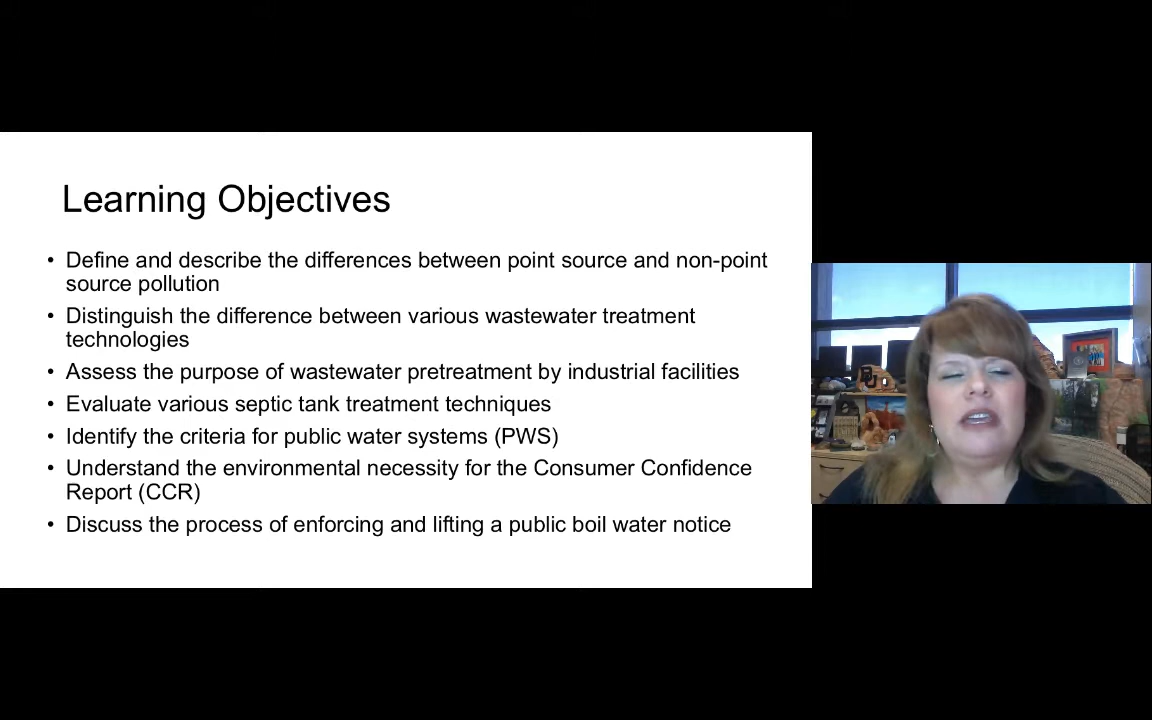 Learning Objectives
• Define and describe the differences between point source and non-point
source pollution
• Distinguish the difference between various wastewater treatment
technologies
• Assess the purpose of wastewater pretreatment by industrial facilities
• Evaluate various septic tank treatment techniques
• Identify the criteria for public water systems (PWS)
• Understand the environmental necessity for the Consumer Confidence
Report (CCR)
• Discuss the process of enforcing and lifting a public boil water notice